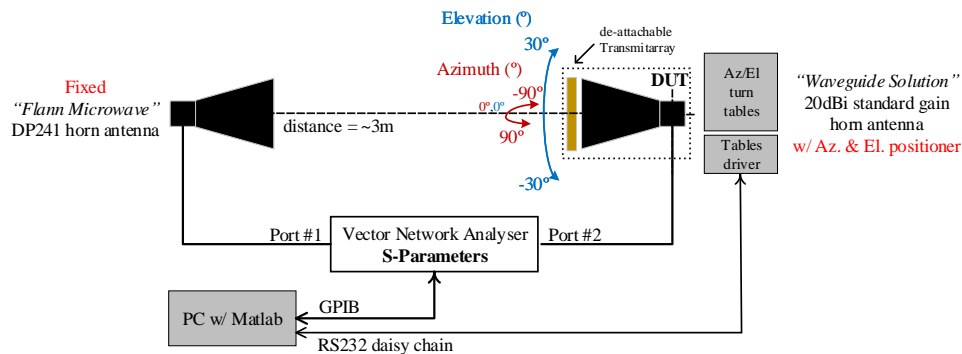 Elevation (º)
30º
de-attachable
Transmitarray
Azimuth (º)
-90º
0º,0º
90º
-30º
DUT
Fixed
“Flann Microwave”
DP241 horn antenna
distance = ~3m
Az/El
turn
tables
Tables
driver
“Waveguide Solution”
20dBi standard gain
horn antenna
w/ Az. & El. positioner
Port #1
Vector Network Analyser
S-Parameters
Port #2
GPIB
PC w/ Matlab
RS232 daisy chain